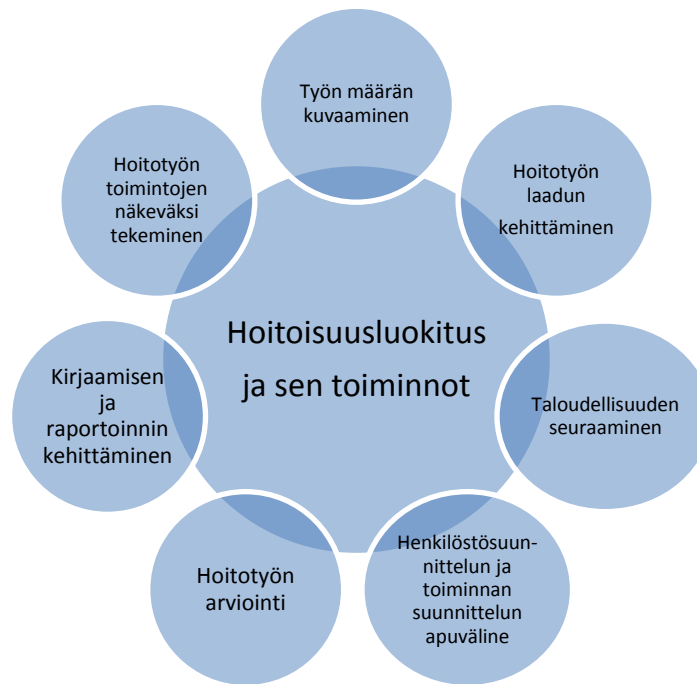 Työn määrän
kuvaaminen
Hoitotyön
laadun
kehittäminen
Taloudellisuuden
seuraaminen
Henkilöstösuun-
nittelun ja
toiminnan
suunnittelun
apuväline
Hoitotyön
arviointi
Kirjaamisen
ja
raportoinnin
kehittäminen
Hoitotyön
toimintojen
näkeväksi
tekeminen
Hoitoisuusluokitus
ja sen toiminnot